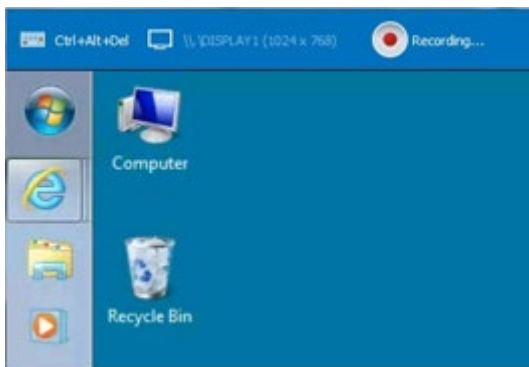 Ctrl+Alt+Del \\.\DISPLAY1 (1024 x 768) Recording...
Computer
Recycle Bin